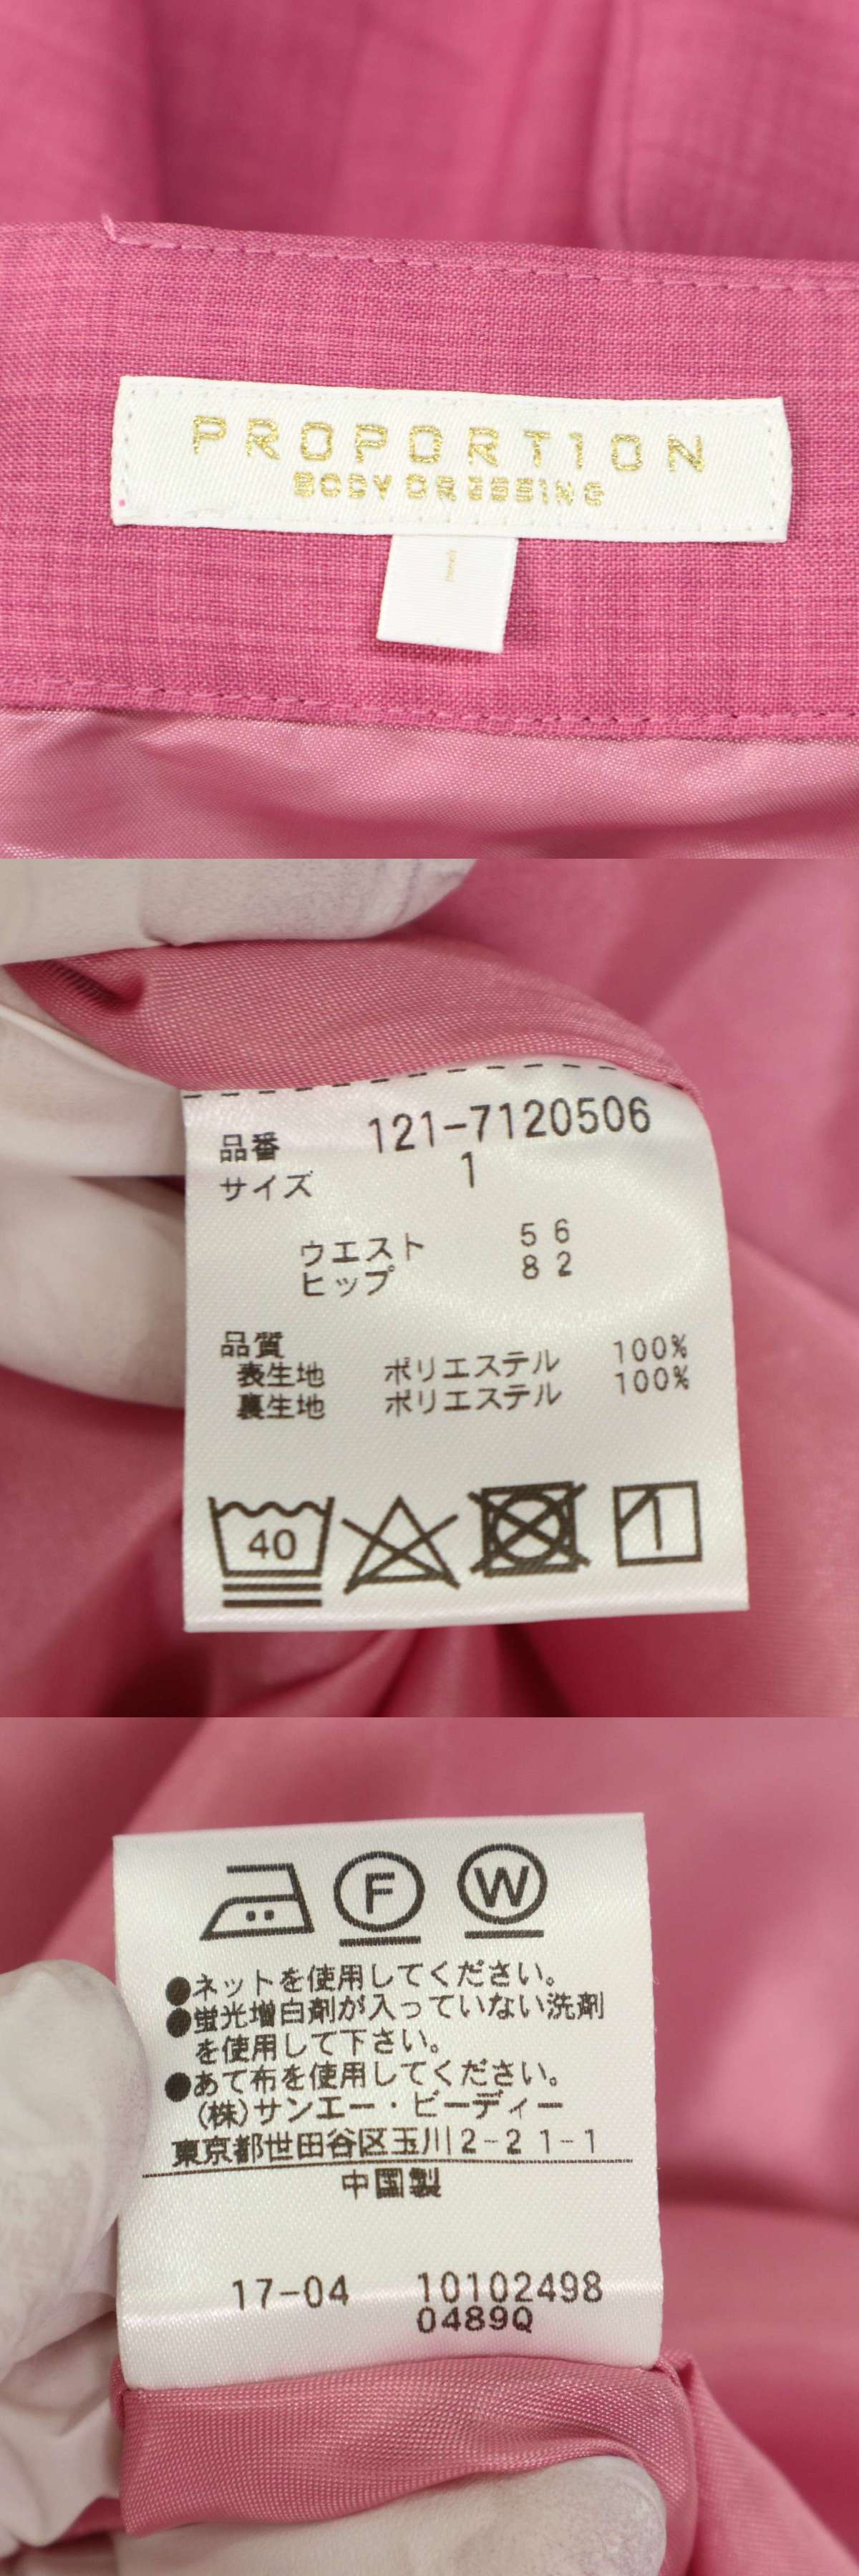 PROPORTION
BODY DRESSING
1
品番 121-7120506
サイズ 1
ウエスト 56
ヒップ 82
品質
表生地 ポリエステル 100%
裏生地 ポリエステル 100%
40
F W
●ネットを使用してください。
●蛍光増白剤が入っていない洗剤
を使用して下さい。
●あて布を使用してください。
(株)サンエー・ビーディー
東京都世田谷区玉川2-21-1
中国製
17-04 10102498
0489Q